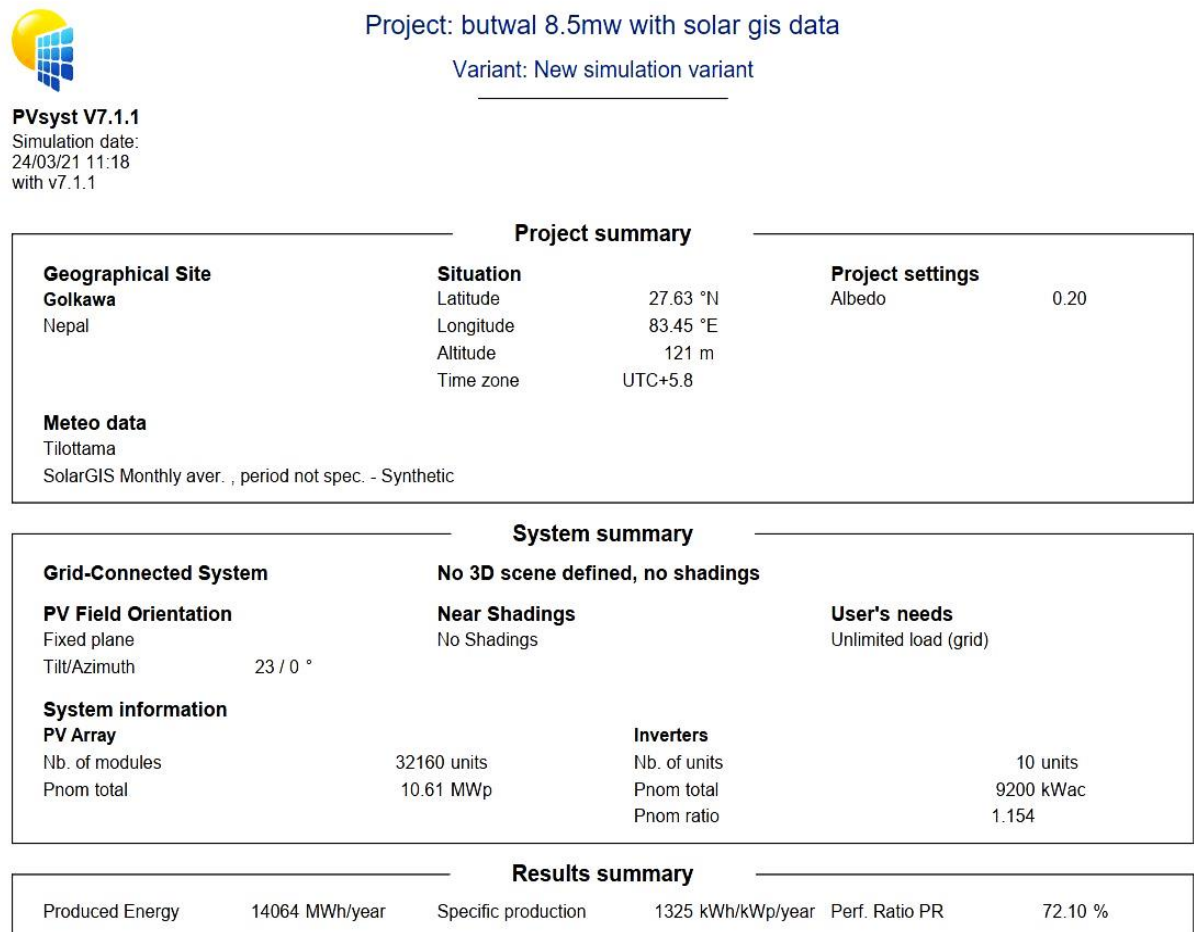 Project: butwal 8.5mw with solar gis data
Variant: New simulation variant
PVsyst V7.1.1
Simulation date:
24/03/21 11:18
with v7.1.1
Project summary
Geographical Site Situation Project settings
Golkawa Latitude 27.63 °N Albedo 0.20
Nepal Longitude 83.45 °E
Altitude 121 m
Time zone UTC+5.8
Meteo data
Tilottama
SolarGIS Monthly aver. , period not spec. - Synthetic
System summary
Grid-Connected System No 3D scene defined, no shadings
PV Field Orientation Near Shadings User's needs
Fixed plane No Shadings Unlimited load (grid)
Tilt/Azimuth 23 / 0 °
System information
PV Array Inverters
Nb. of modules 32160 units Nb. of units 10 units
Pnom total 10.61 MWp Pnom total 9200 kWac
Pnom ratio 1.154
Results summary
Produced Energy 14064 MWh/year Specific production 1325 kWh/kWp/year Perf. Ratio PR 72.10 %